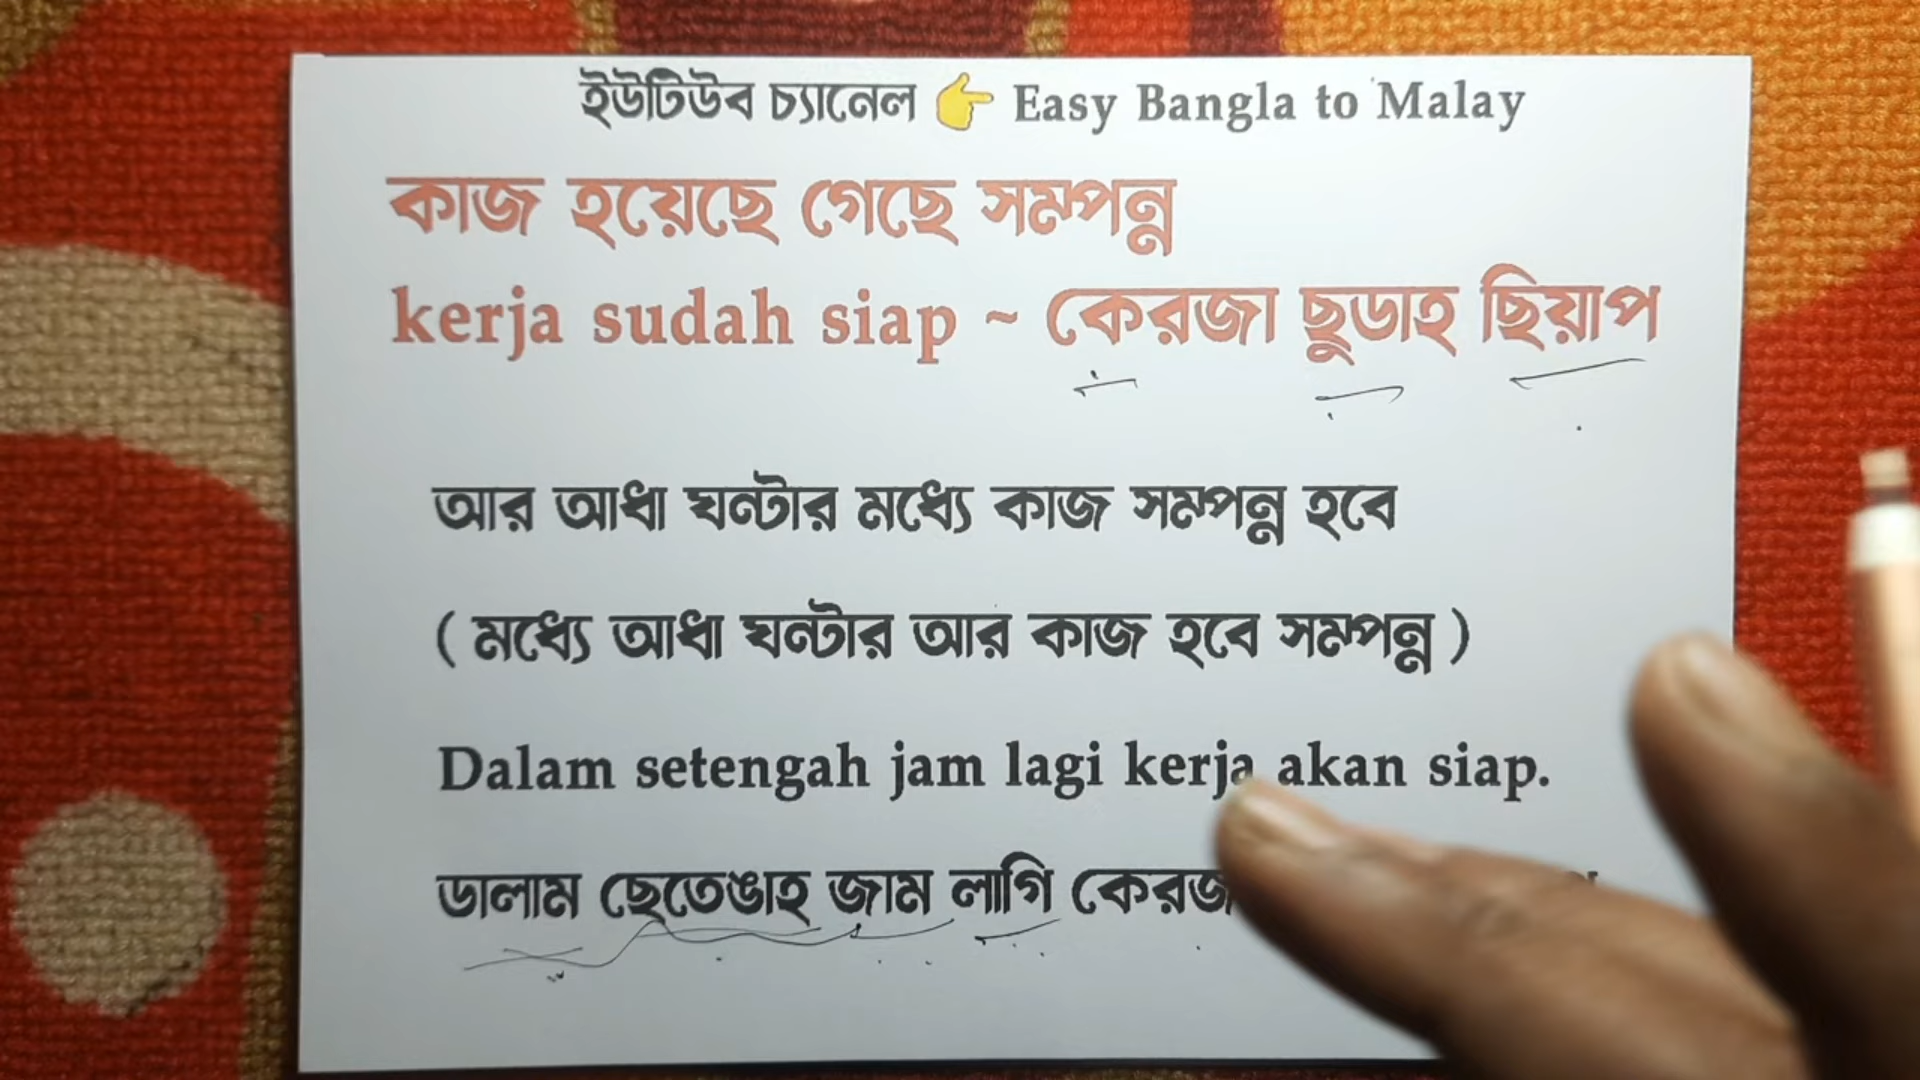 ইউটিউব চ্যানেল 👉 Easy Bangla to Malay
কাজ হয়েছে গেছে সম্পন্ন
kerja sudah siap ~ কেরজা ছুডাহ ছিয়াপ
আর আধা ঘন্টার মধ্যে কাজ সম্পন্ন হবে
( মধ্যে আধা ঘন্টার আর কাজ হবে সম্পন্ন )
Dalam setengah jam lagi kerja akan siap.
ডালাম ছেতেঙাহ জাম লাগি